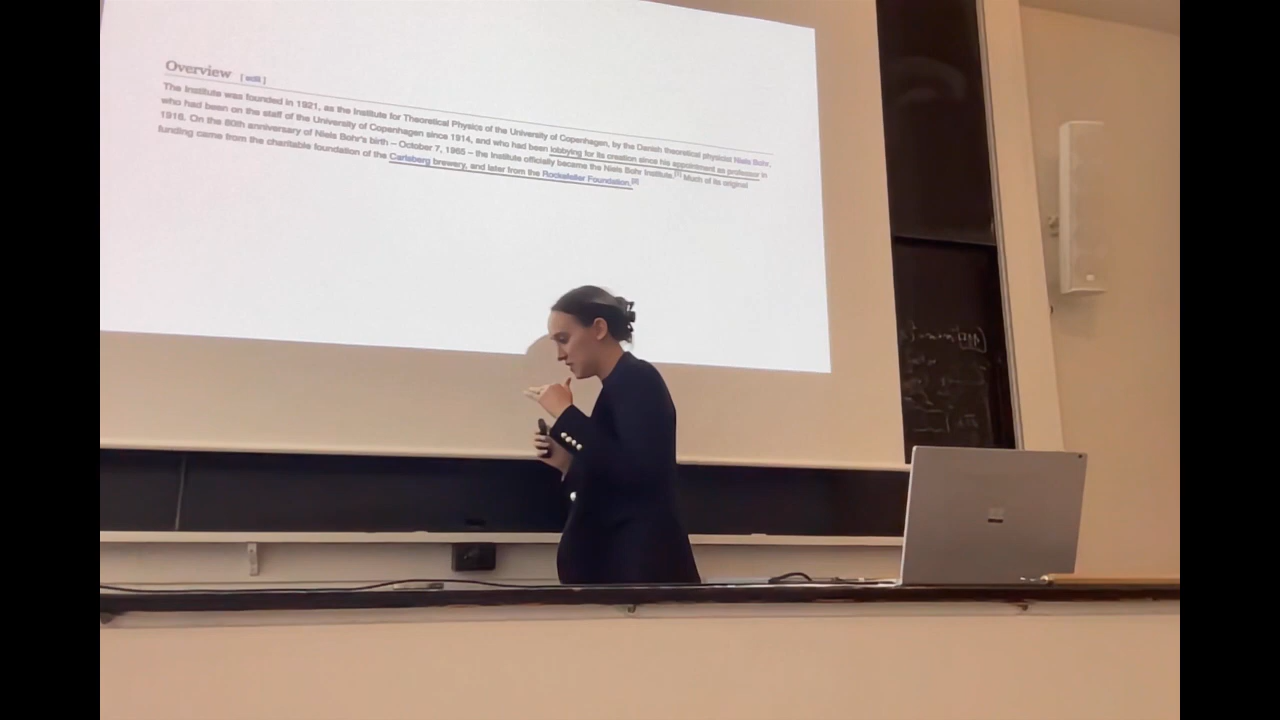 Overview [ edit ]
The Institute was founded in 1921, as the Institute for Theoretical Physics of the University of Copenhagen, by the Danish theoretical physicist Niels Bohr,
who had been on the staff of the University of Copenhagen since 1914, and who had been lobbying for its creation since his appointment as professor in
1916. On the 80th anniversary of Niels Bohr's birth – October 7, 1965 – the Institute officially became the Niels Bohr Institute.[1] Much of its original
funding came from the charitable foundation of the Carlsberg brewery, and later from the Rockefeller Foundation.[2]